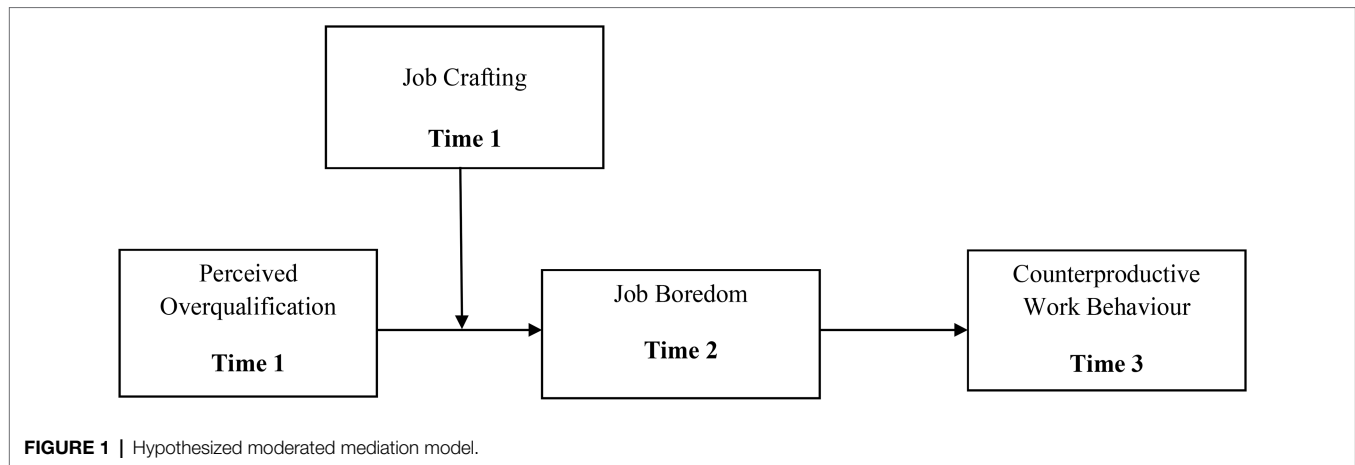 Job Crafting
Time 1
Perceived
Overqualification
Time 1
Job Boredom
Time 2
Counterproductive
Work Behaviour
Time 3
FIGURE 1 | Hypothesized moderated mediation model.